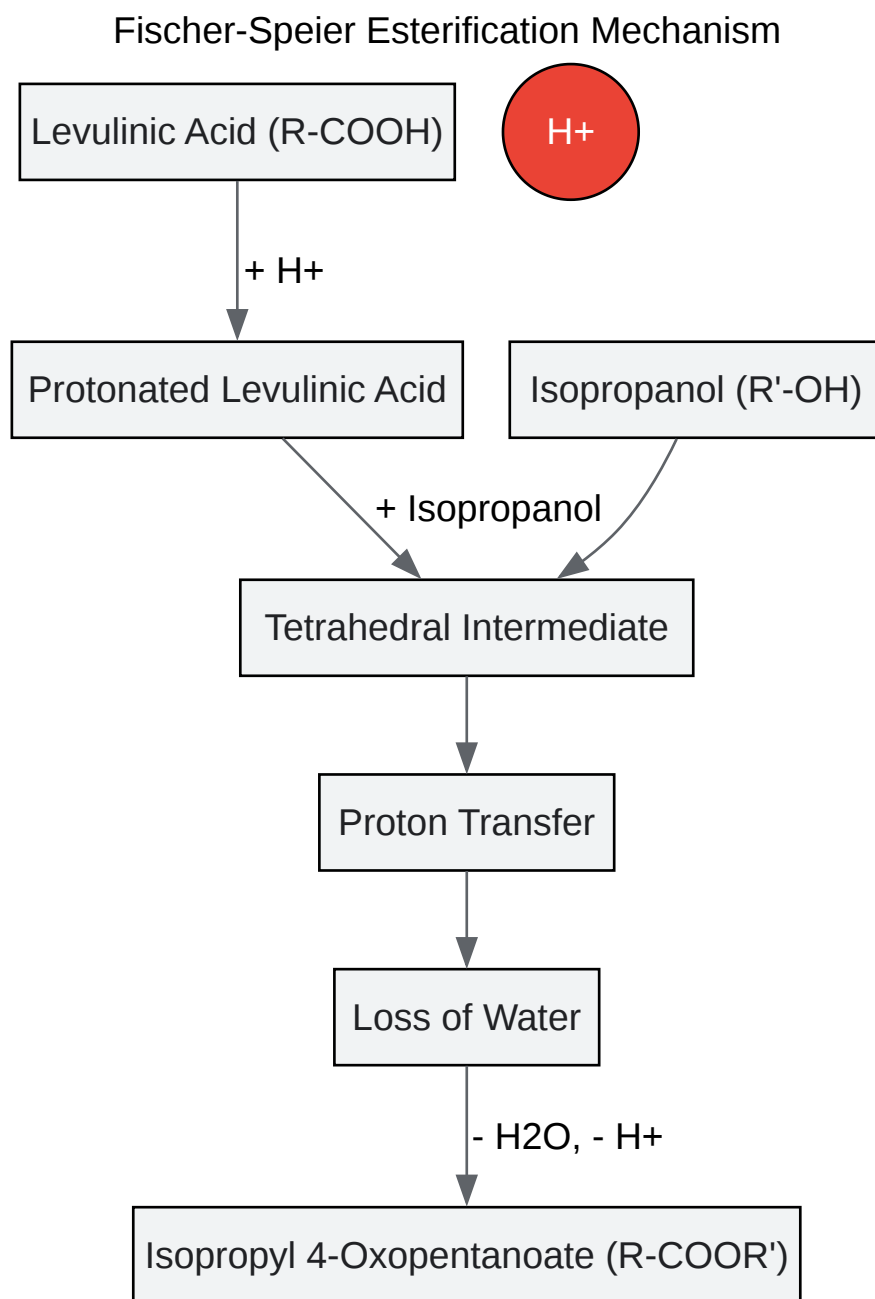 Fischer-Speier Esterification Mechanism
Levulinic Acid (R-COOH)
H+
+ H+
Protonated Levulinic Acid
Isopropanol (R'-OH)
+ Isopropanol
Tetrahedral Intermediate
Proton Transfer
Loss of Water
- H2O, - H+
Isopropyl 4-Oxopentanoate (R-COOR')